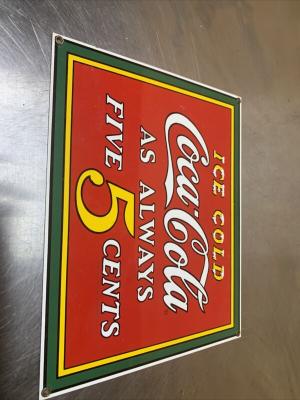 ICE COLD
Coca-Cola
AS ALWAYS
FIVE 5 CENTS